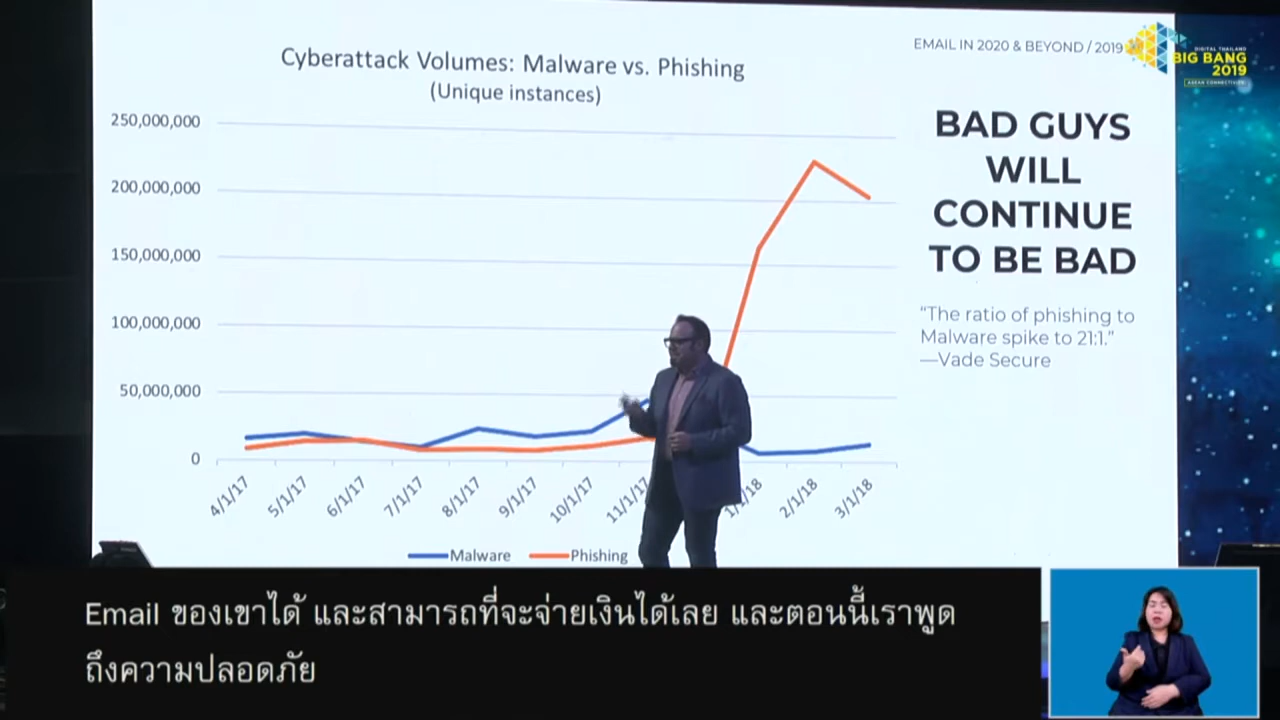 Cyberattack Volumes: Malware vs. Phishing
(Unique instances)
250,000,000
200,000,000
150,000,000
100,000,000
50,000,000
0
4/1/17
5/1/17
6/1/17
7/1/17
8/1/17
9/1/17
10/1/17
11/1/17
1/1/18
2/1/18
3/1/18
Malware
Phishing
EMAIL IN 2020 & BEYOND / 2019
DIGITAL THAILAND
BIG BANG
2019
ASEAN CONNECTIVITY
BAD GUYS
WILL
CONTINUE
TO BE BAD
“The ratio of phishing to
Malware spike to 21:1.”
—Vade Secure
Email ของเขาได้ และสามารถที่จะจ่ายเงินได้เลย และตอนนี้เราพูด
ถึงความปลอดภัย